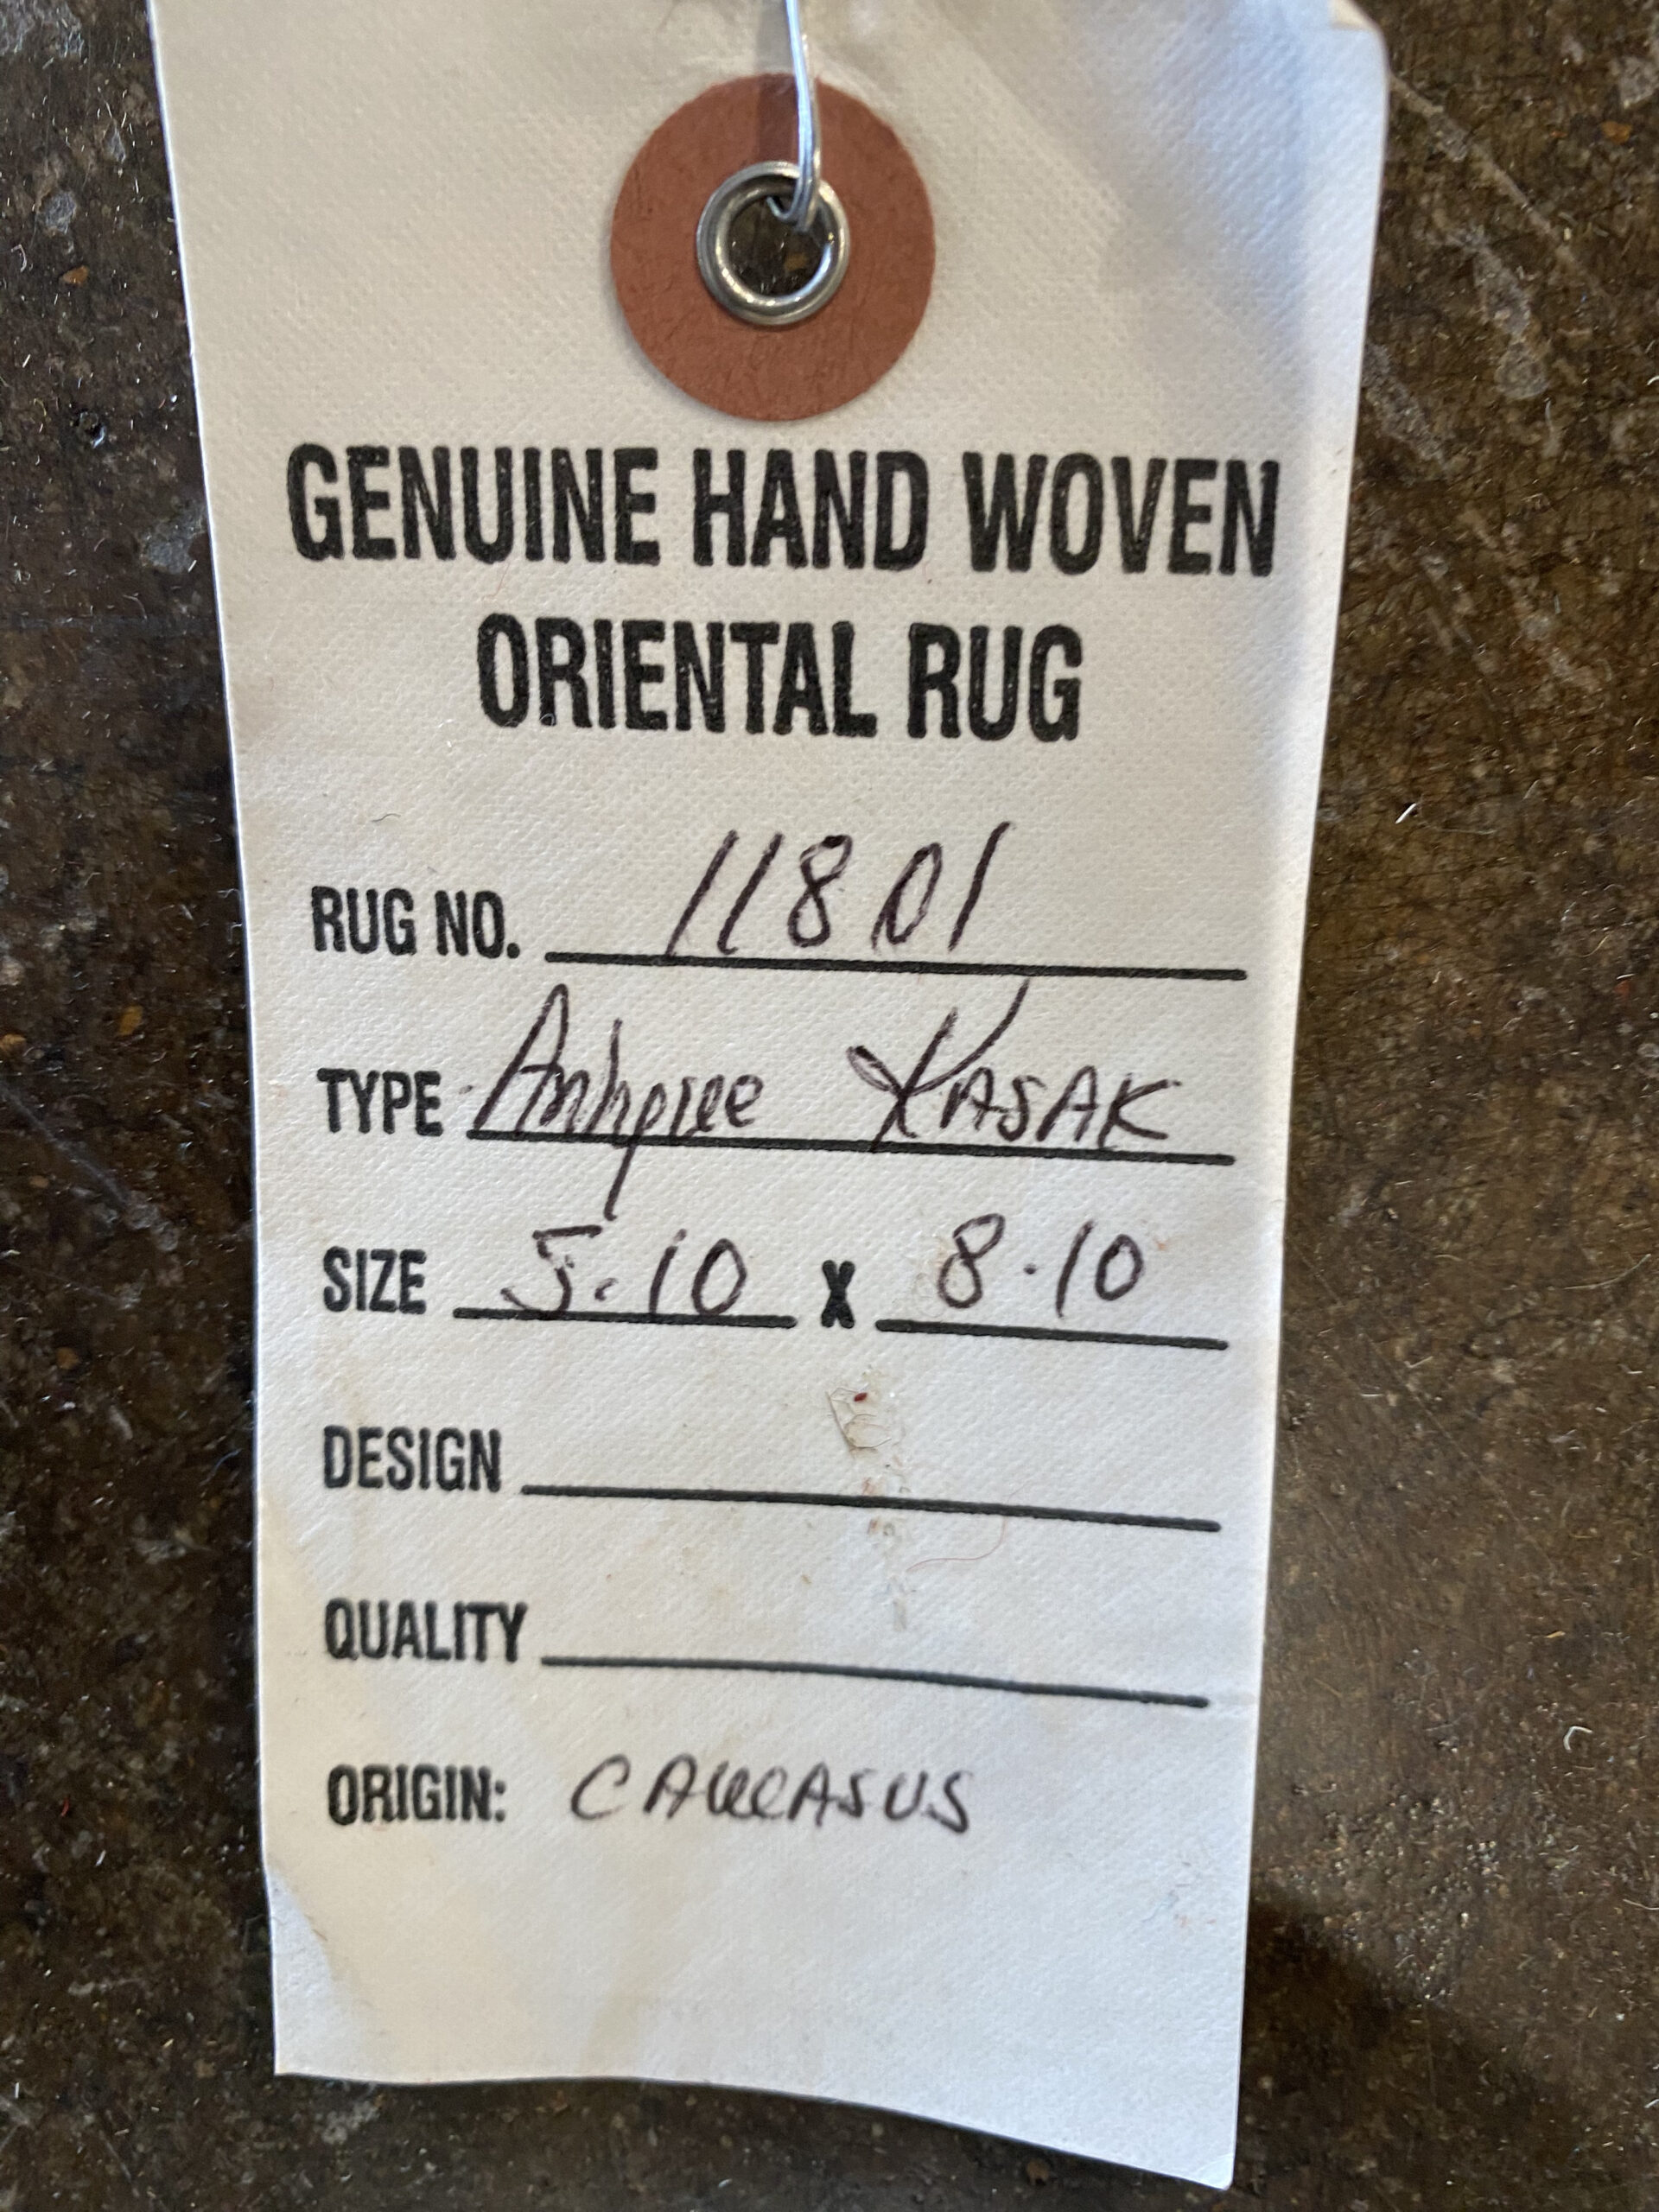 GENUINE HAND WOVEN
ORIENTAL RUG
RUG NO. 11801
TYPE KASAK
SIZE 5.10 X 8.10
DESIGN
QUALITY
ORIGIN: CAUCASUS